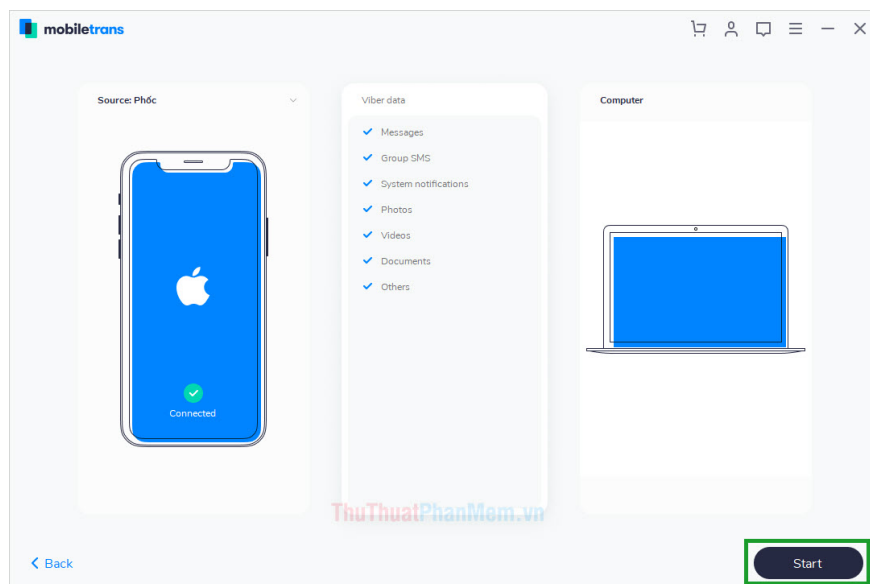 mobiletrans
Source: Phốc
Connected
Viber data
Messages
Group SMS
System notifications
Photos
Videos
Documents
Others
Computer
ThuThuatPhanMem.vn
Back
Start